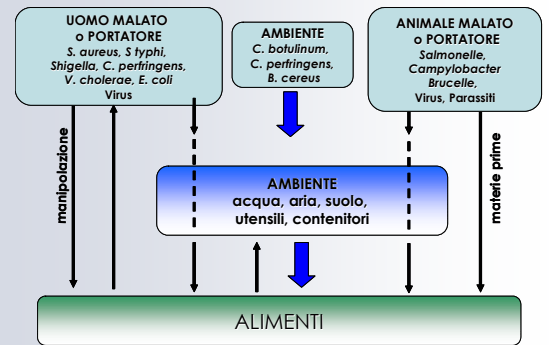 UOMO MALATO
o PORTATORE
S. aureus, S typhi,
Shigella, C. perfringens,
V. cholerae, E. coli
Virus
AMBIENTE
C. botulinum,
C. perfringens,
B. cereus
ANIMALE MALATO
o PORTATORE
Salmonelle,
Campylobacter
Brucelle,
Virus, Parassiti
manipolazione
AMBIENTE
acqua, aria, suolo,
utensili, contenitori
materie prime
ALIMENTI